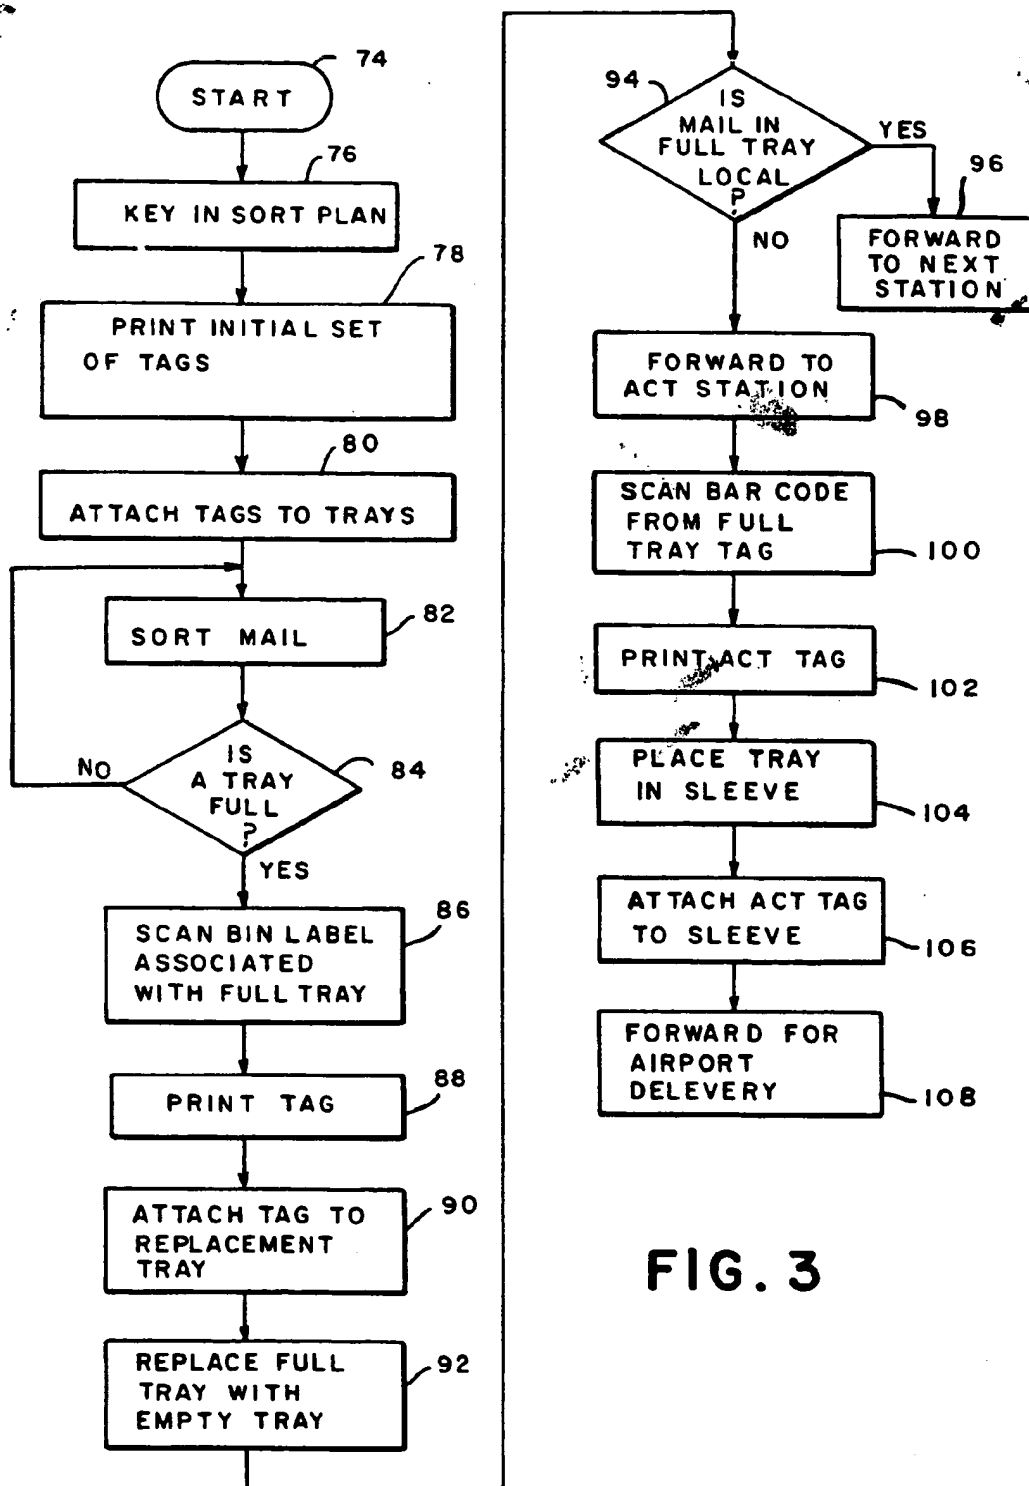 74
START
76
KEY IN SORT PLAN
78
PRINT INITIAL SET
OF TAGS
80
ATTACH TAGS TO TRAYS
82
SORT MAIL
84
IS
A TRAY
FULL
?
NO
YES
86
SCAN BIN LABEL
ASSOCIATED
WITH FULL TRAY
88
PRINT TAG
90
ATTACH TAG TO
REPLACEMENT
TRAY
92
REPLACE FULL
TRAY WITH
EMPTY TRAY
94
IS
MAIL IN
FULL TRAY
LOCAL
?
YES
NO
96
FORWARD
TO NEXT
STATION
FORWARD TO
ACT STATION
98
SCAN BAR CODE
FROM FULL
TRAY TAG
100
PRINT ACT TAG
102
PLACE TRAY
IN SLEEVE
104
ATTACH ACT TAG
TO SLEEVE
106
FORWARD FOR
AIRPORT
DELEVERY
108
FIG. 3